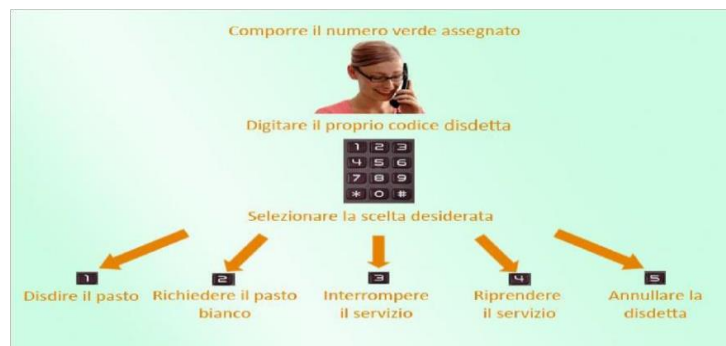 Comporre il numero verde assegnato
Digitare il proprio codice disdetta
1 2 3
4 5 6
7 8 9
* 0 #
Selezionare la scelta desiderata
1
Disdire il pasto
2
Richiedere il pasto
bianco
3
Interrompere
il servizio
4
Riprendere
il servizio
5
Annullare la
disdetta